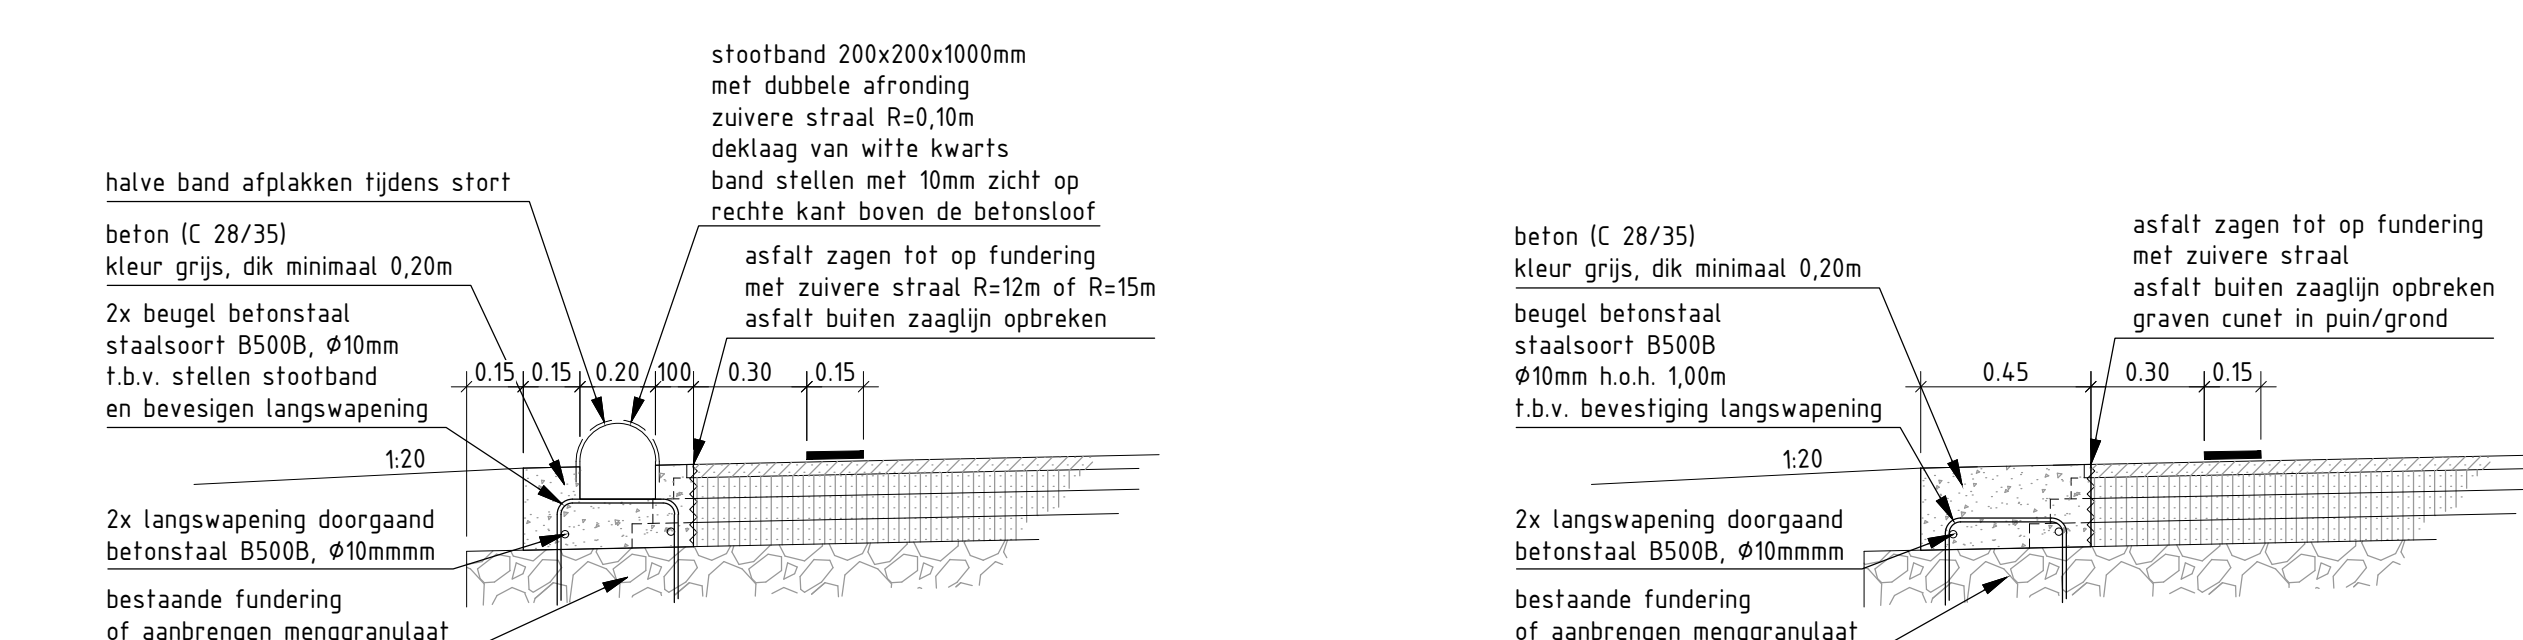 stootband 200x200x1000mm
met dubbele afronding
zuivere straal R=0,10m
deklaag van witte kwarts
band stellen met 10mm zicht op
rechte kant boven de betonsloof
halve band afplakken tijdens stort
beton (C 28/35)
kleur grijs, dik minimaal 0,20m
asfalt zagen tot op fundering
met zuivere straal R=12m of R=15m
asfalt buiten zaaglijn opbreken
2x beugel betonstaal
staalsoort B500B, Ø10mm
t.b.v. stellen stootband
en bevesigen langswapening
0.15 0.15 0.20 100 0.30 0.15
1:20
2x langswapening doorgaand
betonstaal B500B, Ø10mmmm
bestaande fundering
of aanbrengen menggranulaat
asfalt zagen tot op fundering
met zuivere straal
asfalt buiten zaaglijn opbreken
graven cunet in puin/grond
beton (C 28/35)
kleur grijs, dik minimaal 0,20m
beugel betonstaal
staalsoort B500B
Ø10mm h.o.h. 1,00m
t.b.v. bevestiging langswapening
0.45 0.30 0.15
1:20
2x langswapening doorgaand
betonstaal B500B, Ø10mmmm
bestaande fundering
of aanbrengen menggranulaat